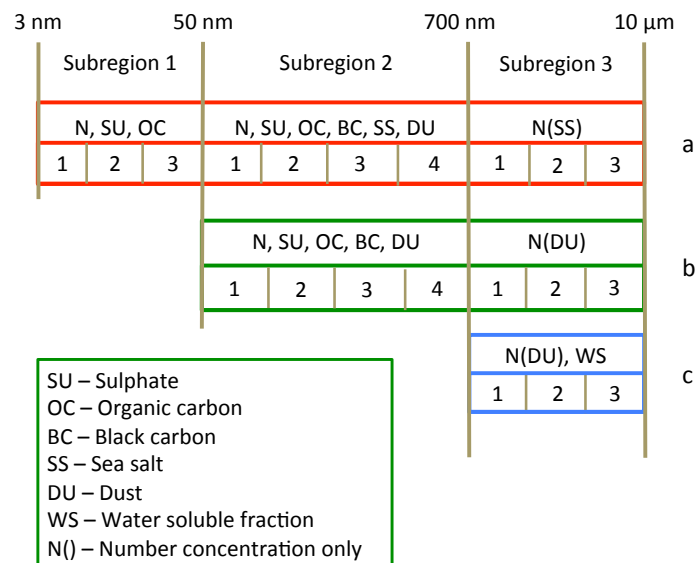 3 nm 50 nm 700 nm 10 µm
Subregion 1 Subregion 2 Subregion 3
N, SU, OC N, SU, OC, BC, SS, DU N(SS) a
1 2 3 1 2 3 4 1 2 3
N, SU, OC, BC, DU N(DU) b
1 2 3 4 1 2 3
N(DU), WS c
1 2 3
SU – Sulphate
OC – Organic carbon
BC – Black carbon
SS – Sea salt
DU – Dust
WS – Water soluble fraction
N() – Number concentration only